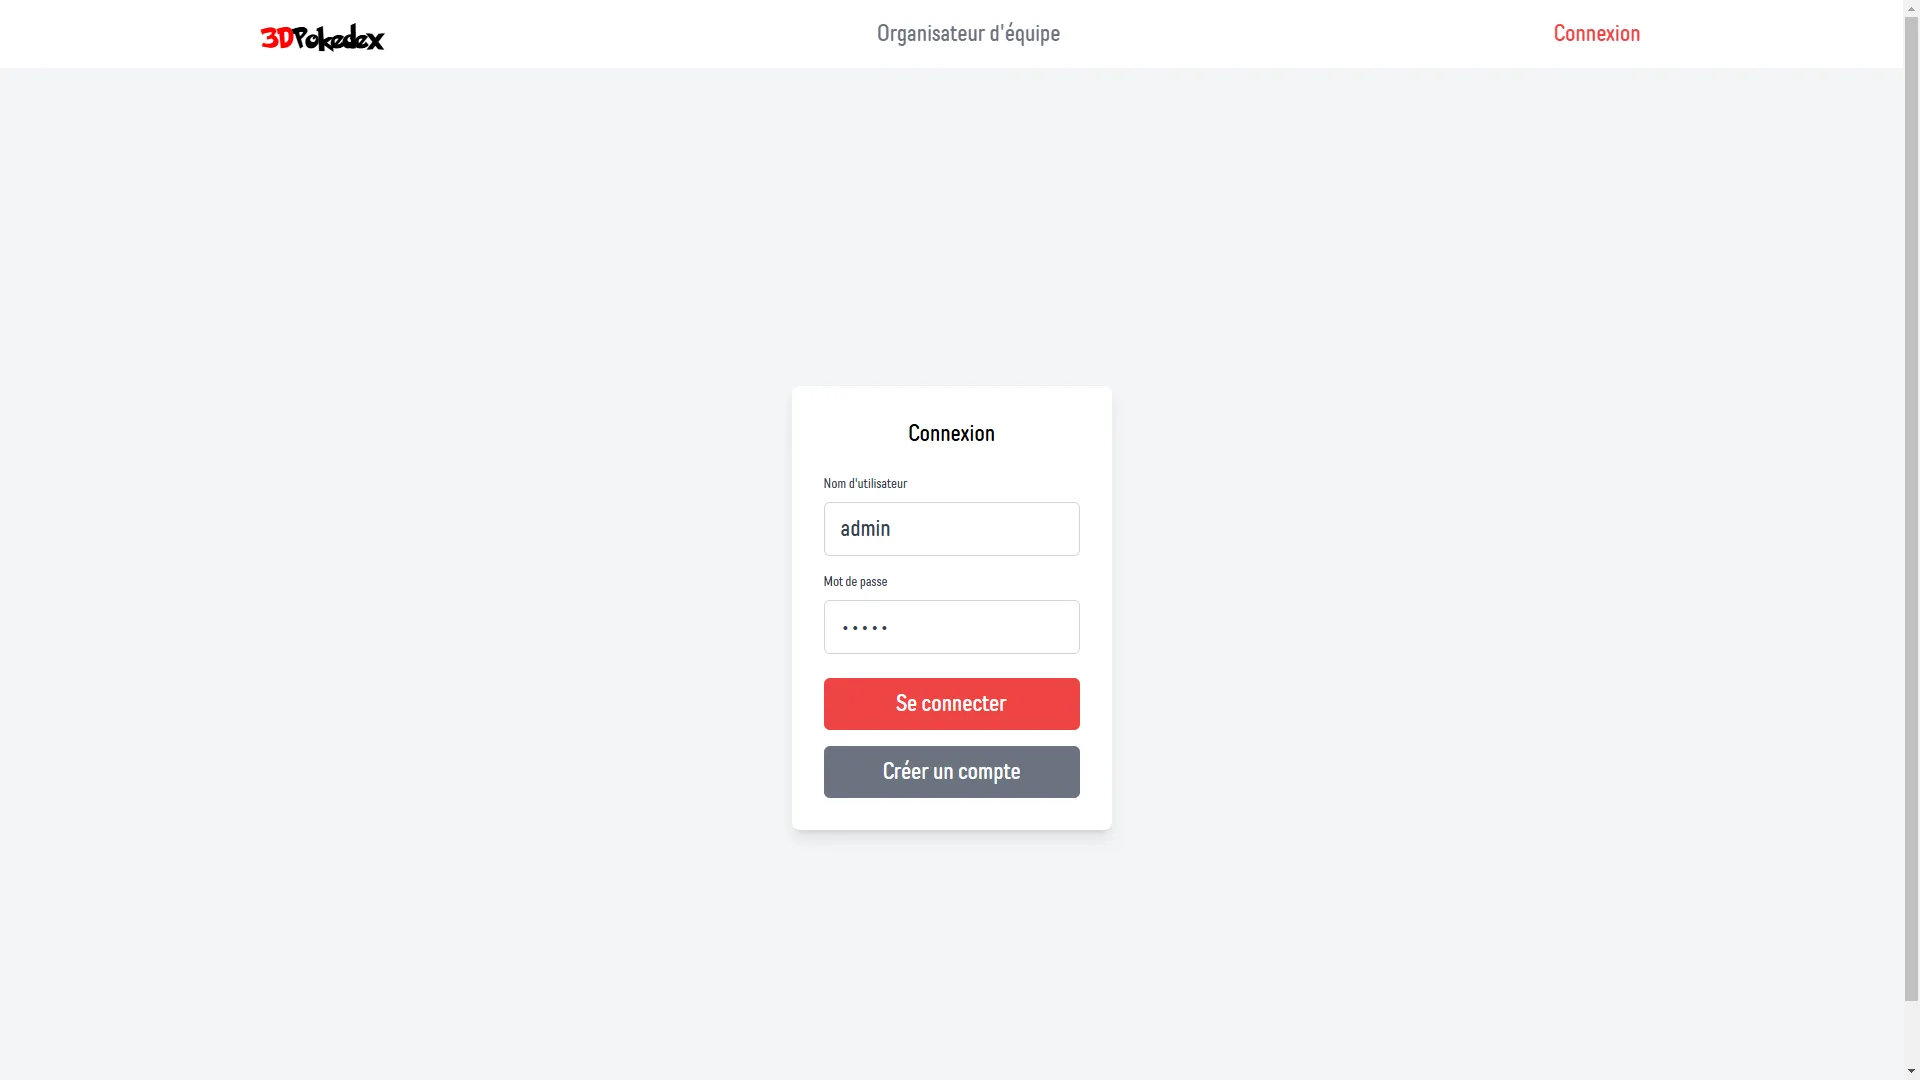 3DPokedex
Organisateur d'équipe
Connexion
Connexion
Nom d'utilisateur
admin
Mot de passe
•••••
Se connecter
Créer un compte